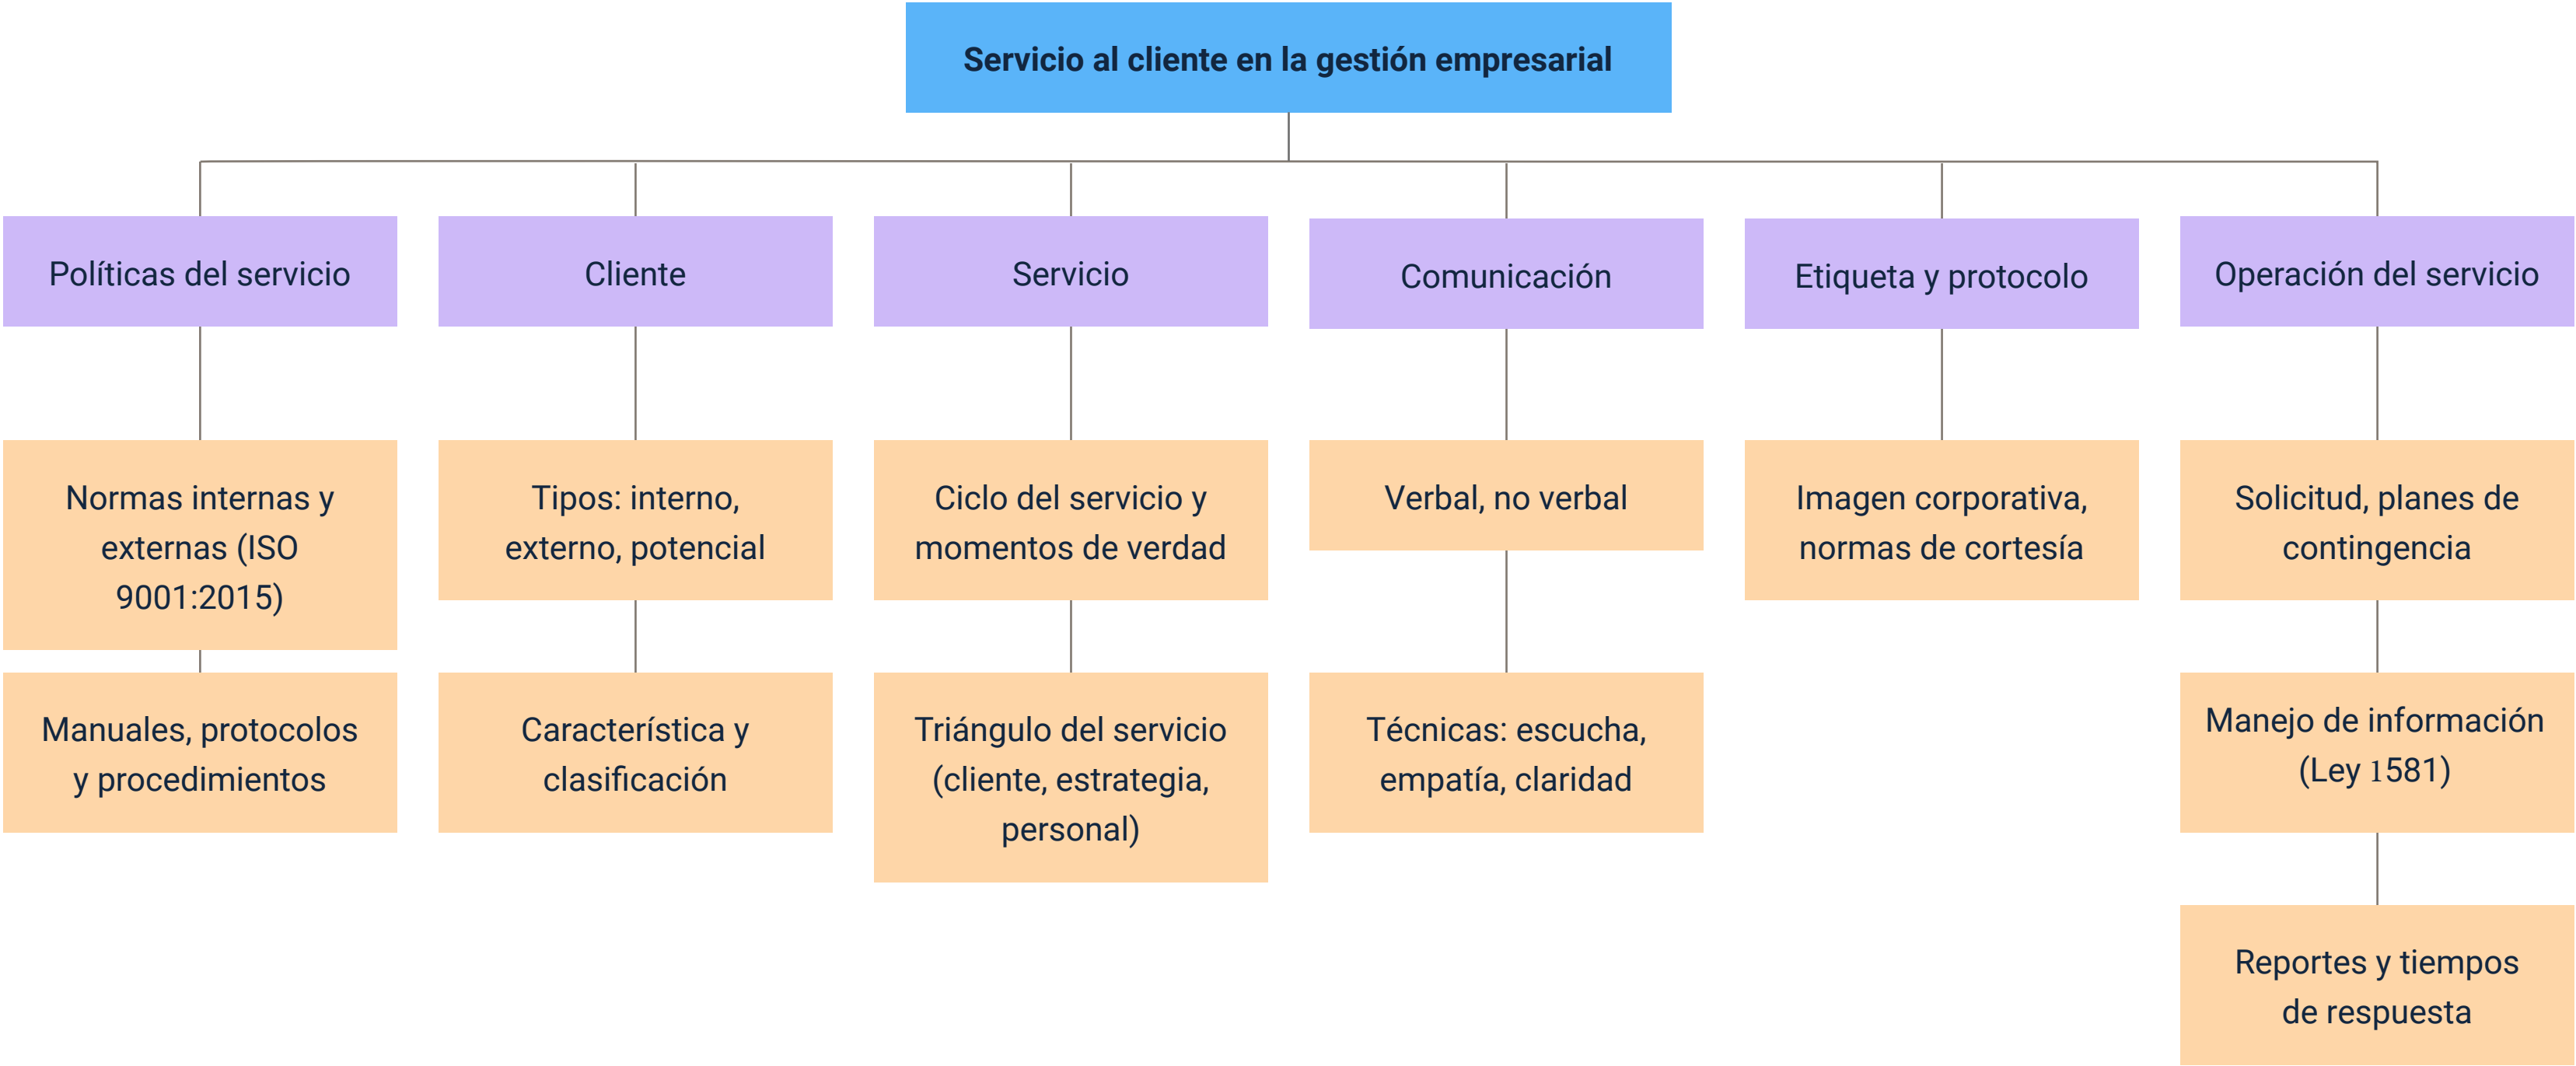 Servicio al cliente en la gestión empresarial
Políticas del servicio
Cliente
Servicio
Comunicación
Etiqueta y protocolo
Operación del servicio
Normas internas y
externas (ISO
9001:2015)
Tipos: interno,
externo, potencial
Ciclo del servicio y
momentos de verdad
Verbal, no verbal
Imagen corporativa,
normas de cortesía
Solicitud, planes de
contingencia
Manuales, protocolos
y procedimientos
Característica y
clasificación
Triángulo del servicio
(cliente, estrategia,
personal)
Técnicas: escucha,
empatía, claridad
Manejo de información
(Ley 1581)
Reportes y tiempos
de respuesta